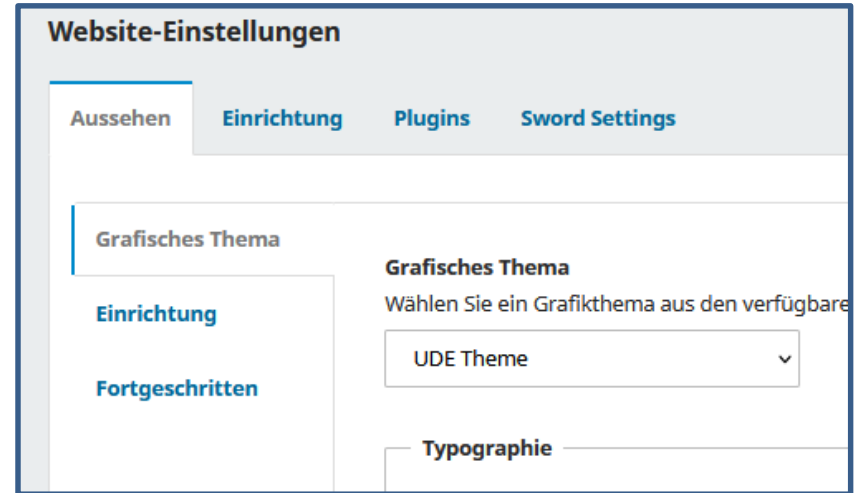 Website-Einstellungen
Aussehen Einrichtung Plugins Sword Settings
Grafisches Thema
Einrichtung
Fortgeschritten
Grafisches Thema
Wählen Sie ein Grafikthema aus den verfügbare
UDE Theme
Typographie